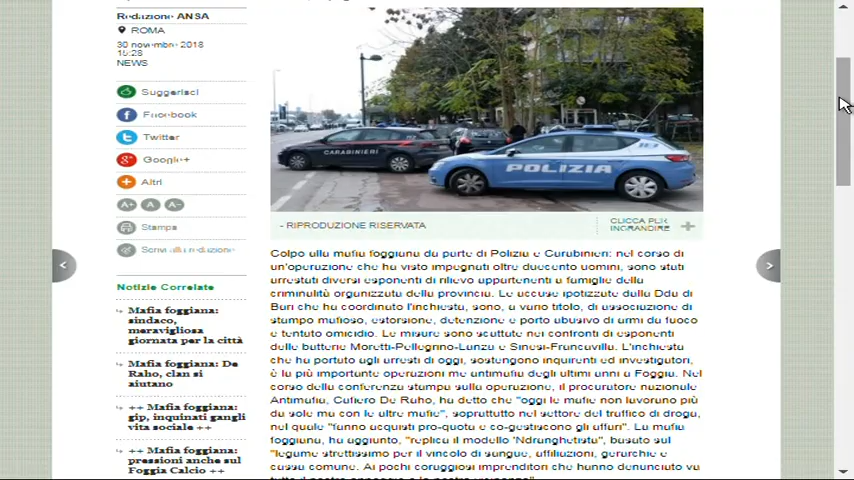 Redazione ANSA
ROMA
30 novembre 2018
15:28
NEWS
Suggerisci
Facebook
Twitter
Google+
Altri
A+ A A-
Stampa
Scrivi alla redazione
Notizie Correlate
Mafia foggiana:
sindaco,
meravigliosa
giornata per la città
Mafia foggiana: De
Raho, clan si
aiutano
++ Mafia foggiana:
gip, inquinati gangli
vita sociale ++
++ Mafia foggiana:
pressioni anche sul
Foggia Calcio ++
CARABINIERI
POLIZIA
- RIPRODUZIONE RISERVATA
CLICCA PER
INGRANDIRE +
Colpo alla mafia foggiana da parte di Polizia e Carabinieri: nel corso di
un'operazione che ha visto impegnati oltre duecento uomini, sono stati
arrestati diversi esponenti di rilievo appartenenti a famiglie della
criminalità organizzata della provincia. Le accuse ipotizzate dalla Dda di
Bari che ha coordinato l'inchiesta, sono, a vario titolo, di associazione di
stampo mafioso, estorsione, detenzione e porto abusivo di armi da fuoco
e tentato omicidio. Le misure sono scattate nei confronti di esponenti
delle batterie Moretti-Pellegrino-Lanza e Sinesi-Francavilla. L'inchiesta
che ha portato agli arresti di oggi, sostengono inquirenti ed investigatori,
è la più importante operazioni me antimafia degli ultimi anni a Foggia. Nel
corso della conferenza stampa sulla operazione, il procuratore nazionale
Antimafia, Cafiero De Raho, ha detto che "oggi le mafie non lavorano più
da sole ma con le altre mafie", soprattutto nel settore del traffico di droga,
nel quale "fanno acquisti pro-quota e co-gestiscono gli affari". La mafia
foggiana, ha aggiunto, "replica il modello 'Ndranghetista", basato sul
"legame strettissimo per il vincolo di sangue, affiliazioni, gerarchie e
cassa comune. Ai pochi coraggiosi imprenditori che hanno denunciato va